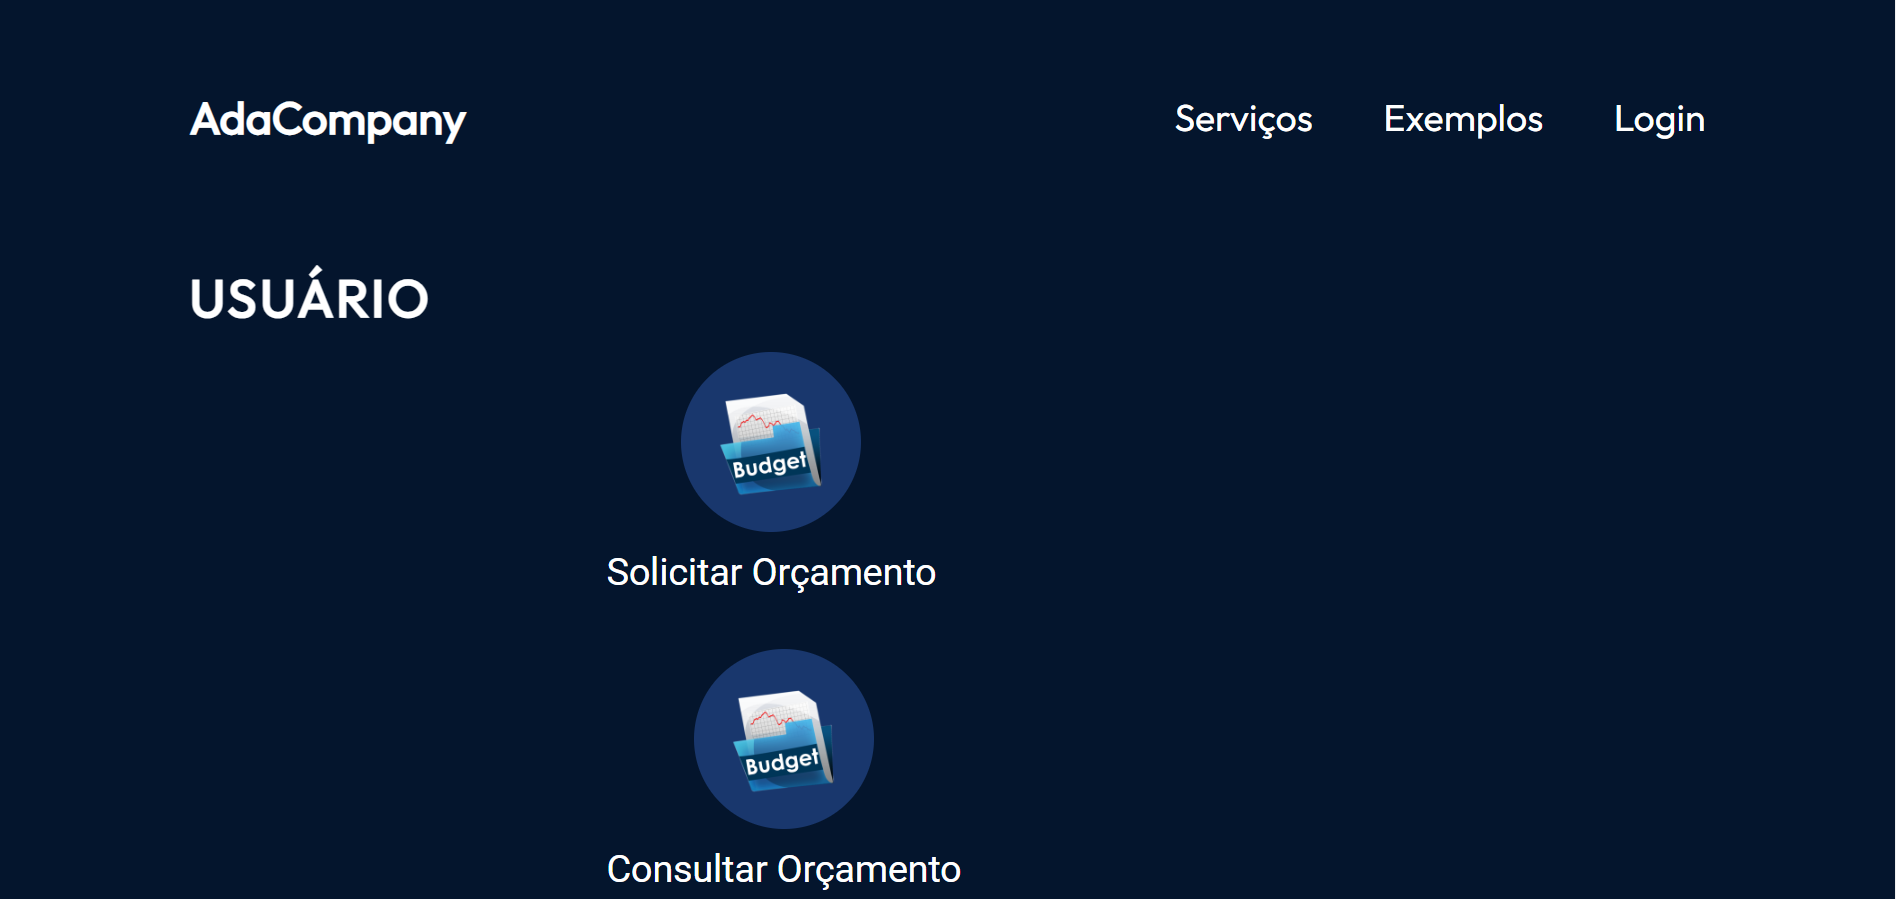 AdaCompany
Serviços Exemplos Login
USUÁRIO
Budget
Solicitar Orçamento
Budget
Consultar Orçamento